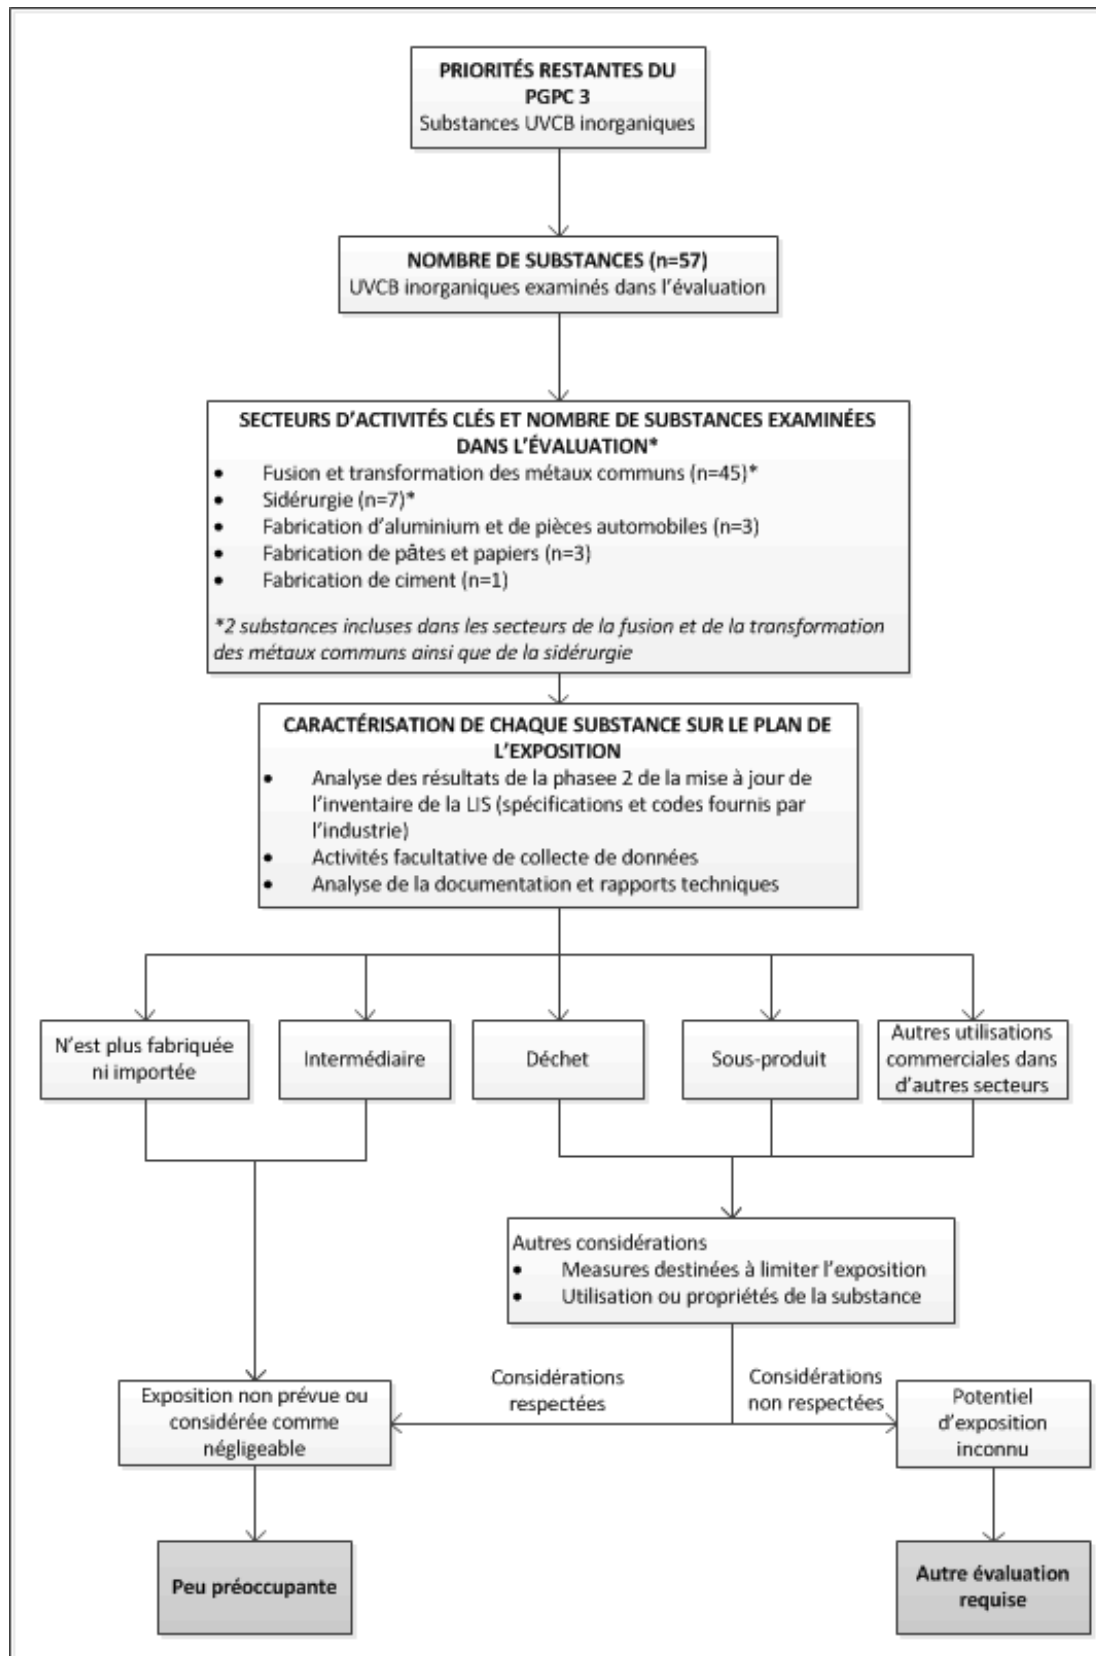 PRIORITÉS RESTANTES DU
PGPC 3
Substances UVCB inorganiques
NOMBRE DE SUBSTANCES (n=57)
UVCB inorganiques examinés dans l'évaluation
SECTEURS D'ACTIVITÉS CLÉS ET NOMBRE DE SUBSTANCES EXAMINÉES
DANS L'ÉVALUATION*
• Fusion et transformation des métaux communs (n=45)*
• Sidérurgie (n=7)*
• Fabrication d'aluminium et de pièces automobiles (n=3)
• Fabrication de pâtes et papiers (n=3)
• Fabrication de ciment (n=1)
*2 substances incluses dans les secteurs de la fusion et de la transformation
des métaux communs ainsi que de la sidérurgie
CARACTÉRISATION DE CHAQUE SUBSTANCE SUR LE PLAN DE
L'EXPOSITION
• Analyse des résultats de la phasee 2 de la mise à jour de
l'inventaire de la LIS (spécifications et codes fournis par
l'industrie)
• Activités facultative de collecte de données
• Analyse de la documentation et rapports techniques
N'est plus fabriquée
ni importée
Intermédiaire
Déchet
Sous-produit
Autres utilisations
commerciales dans
d'autres secteurs
Autres considérations
• Measures destinées à limiter l'exposition
• Utilisation ou propriétés de la substance
Considérations
respectées
Considérations
non respectées
Exposition non prévue ou
considérée comme
négligeable
Potentiel
d'exposition
inconnu
Peu préoccupante
Autre évaluation
requise